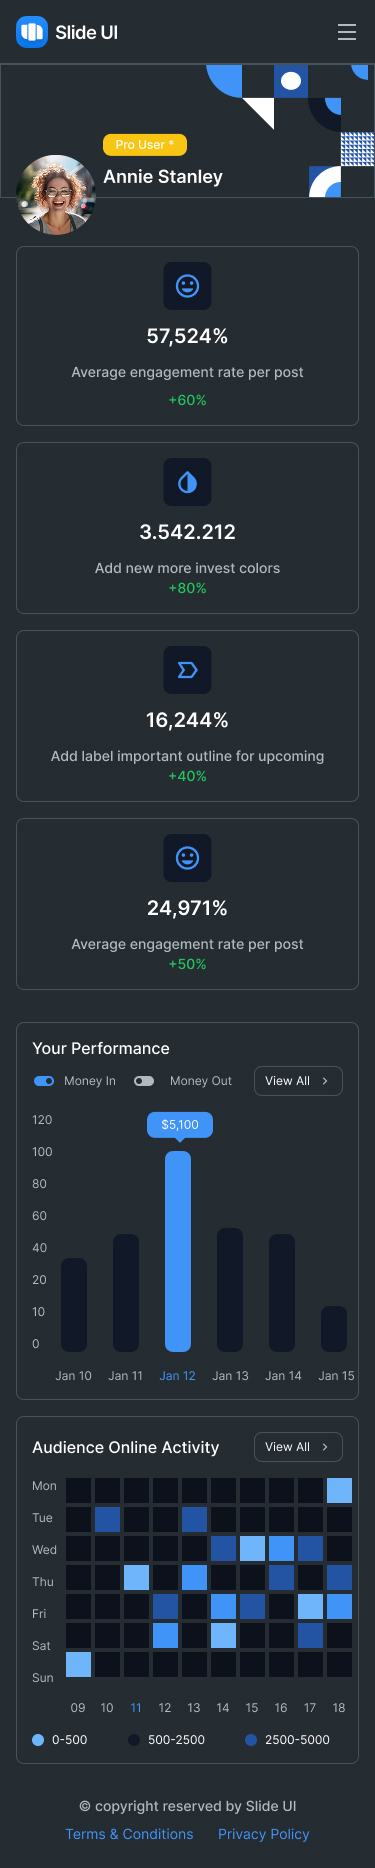 Slide UI
Pro User *
Annie Stanley
57,524%
Average engagement rate per post
+60%
3.542.212
Add new more invest colors
+80%
16,244%
Add label important outline for upcoming
+40%
24,971%
Average engagement rate per post
+50%
Your Performance
Money In Money Out View All
120
$5,100
100
80
60
40
20
10
0
Jan 10 Jan 11 Jan 12 Jan 13 Jan 14 Jan 15
Audience Online Activity View All
Mon
Tue
Wed
Thu
Fri
Sat
Sun
09 10 11 12 13 14 15 16 17 18
0-500 500-2500 2500-5000
© copyright reserved by Slide UI
Terms & Conditions Privacy Policy